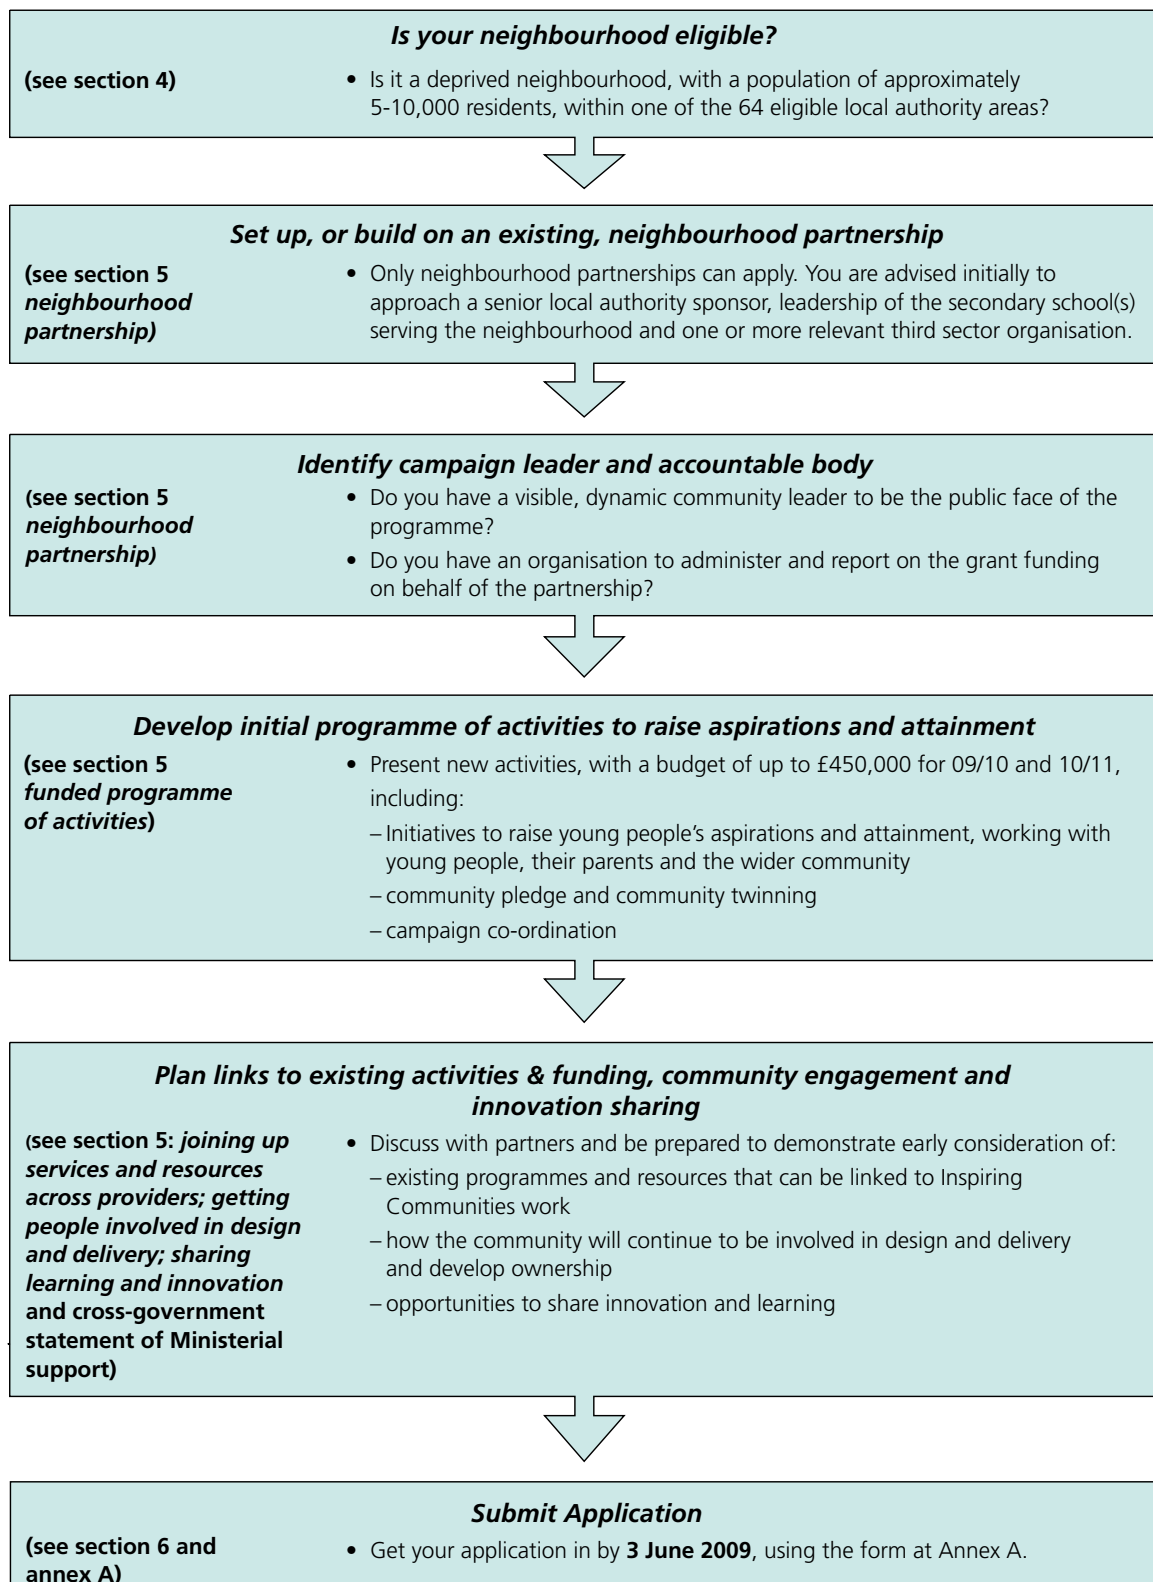 Is your neighbourhood eligible?
(see section 4)
• Is it a deprived neighbourhood, with a population of approximately
5-10,000 residents, within one of the 64 eligible local authority areas?
Set up, or build on an existing, neighbourhood partnership
(see section 5
neighbourhood
partnership)
• Only neighbourhood partnerships can apply. You are advised initially to
approach a senior local authority sponsor, leadership of the secondary school(s)
serving the neighbourhood and one or more relevant third sector organisation.
Identify campaign leader and accountable body
(see section 5
neighbourhood
partnership)
• Do you have a visible, dynamic community leader to be the public face of the
programme?
• Do you have an organisation to administer and report on the grant funding
on behalf of the partnership?
Develop initial programme of activities to raise aspirations and attainment
(see section 5
funded programme
of activities)
• Present new activities, with a budget of up to £450,000 for 09/10 and 10/11,
including:
– Initiatives to raise young people's aspirations and attainment, working with
young people, their parents and the wider community
– community pledge and community twinning
– campaign co-ordination
Plan links to existing activities & funding, community engagement and
innovation sharing
(see section 5: joining up
services and resources
across providers; getting
people involved in design
and delivery; sharing
learning and innovation
and cross-government
statement of Ministerial
support)
• Discuss with partners and be prepared to demonstrate early consideration of:
– existing programmes and resources that can be linked to Inspiring
Communities work
– how the community will continue to be involved in design and delivery
and develop ownership
– opportunities to share innovation and learning
Submit Application
(see section 6 and
annex A)
• Get your application in by 3 June 2009, using the form at Annex A.